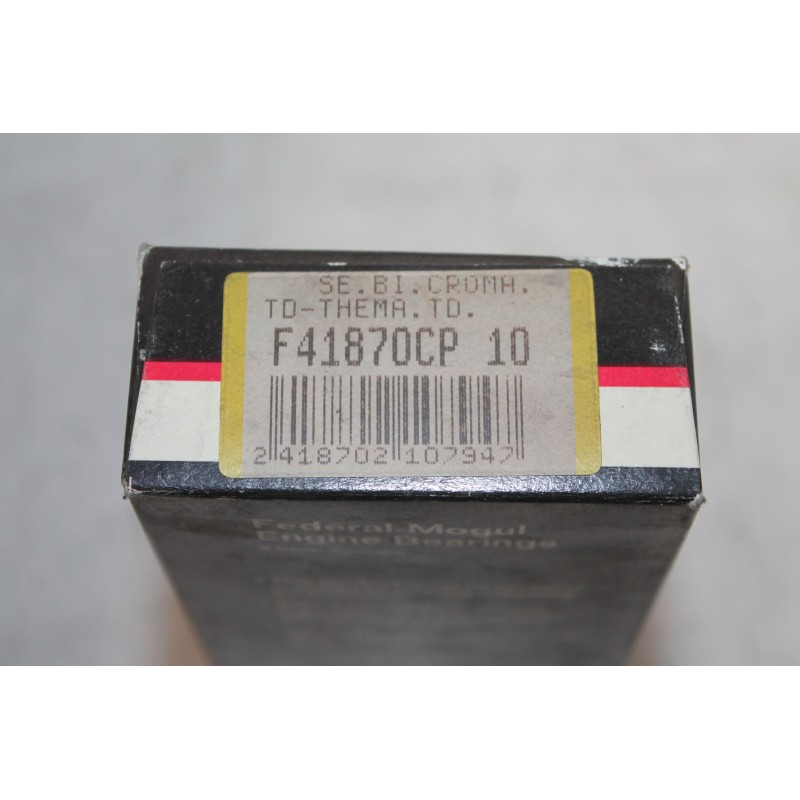 SE.BI.CROMA.
TD-THEMA.TD.
F41870CP 10
2 418702 107947
Federal-Mogul
Engine Bearings